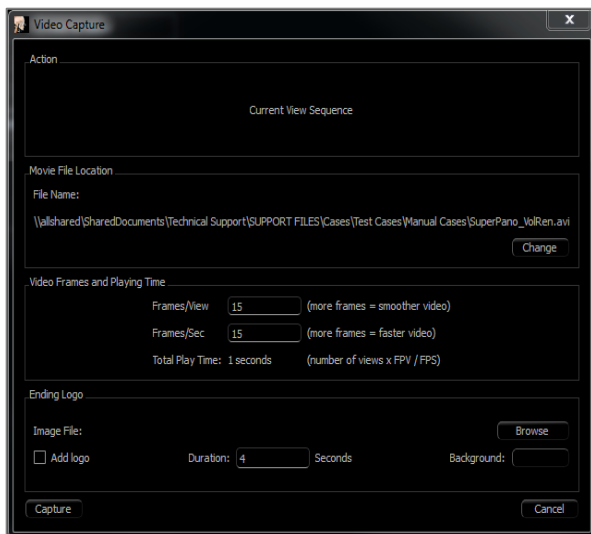 Video Capture
X
Action
Current View Sequence
Movie File Location
File Name:
\\allshared\SharedDocuments\Technical Support\SUPPORT FILES\Cases\Test Cases\Manual Cases\SuperPano_VolRen.avi
Change
Video Frames and Playing Time
Frames/View 15 (more frames = smoother video)
Frames/Sec 15 (more frames = faster video)
Total Play Time: 1 seconds (number of views x FPV / FPS)
Ending Logo
Image File: Browse
Add logo Duration: 4 Seconds Background:
Capture Cancel